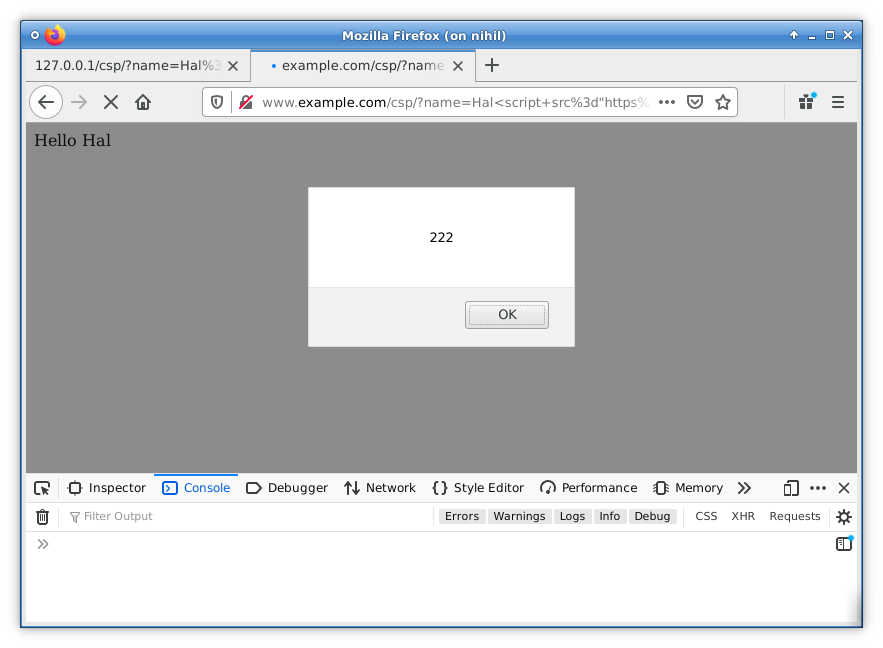 Mozilla Firefox (on nihil)
127.0.0.1/csp/?name=Hal%3
example.com/csp/?name
www.example.com/csp/?name=Hal<script+src%3d"https%
Hello Hal
222
OK
Inspector Console Debugger Network {} Style Editor Performance Memory
Filter Output Errors Warnings Logs Info Debug CSS XHR Requests